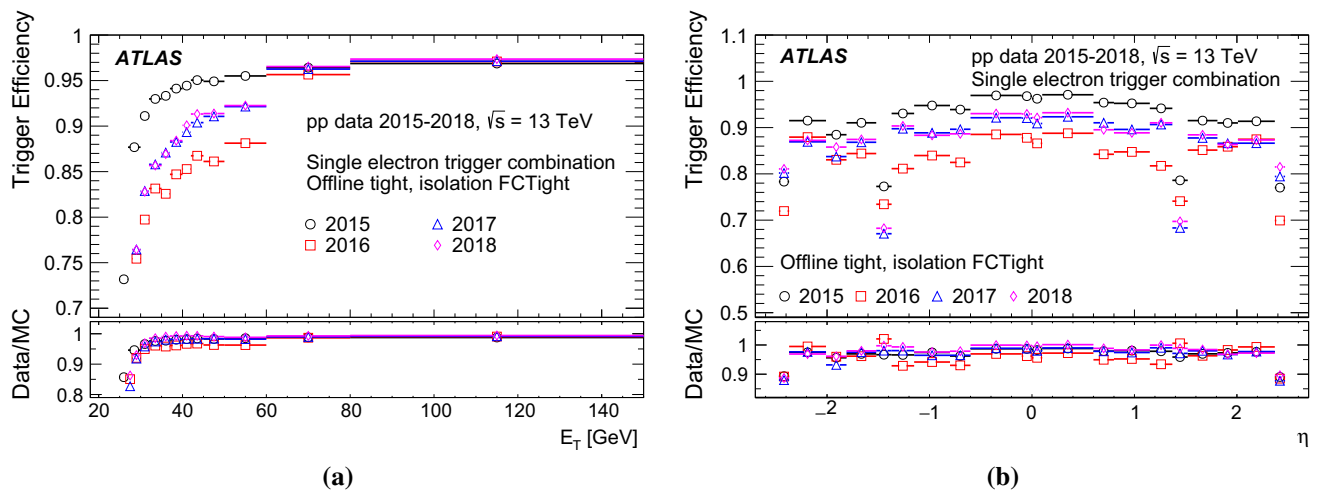 ATLAS
pp data 2015-2018, √s = 13 TeV
Single electron trigger combination
Offline tight, isolation FCTight
2015
2017
2016
2018
Trigger Efficiency
1
0.95
0.9
0.85
0.8
0.75
0.7
Data/MC
1
0.9
0.8
20
40
60
80
100
120
140
E_T [GeV]
(a)
ATLAS
pp data 2015-2018, √s = 13 TeV
Single electron trigger combination
Offline tight, isolation FCTight
2015
2016
2017
2018
Trigger Efficiency
1.1
1
0.9
0.8
0.7
0.6
0.5
Data/MC
1
0.9
−2
−1
0
1
2
η
(b)